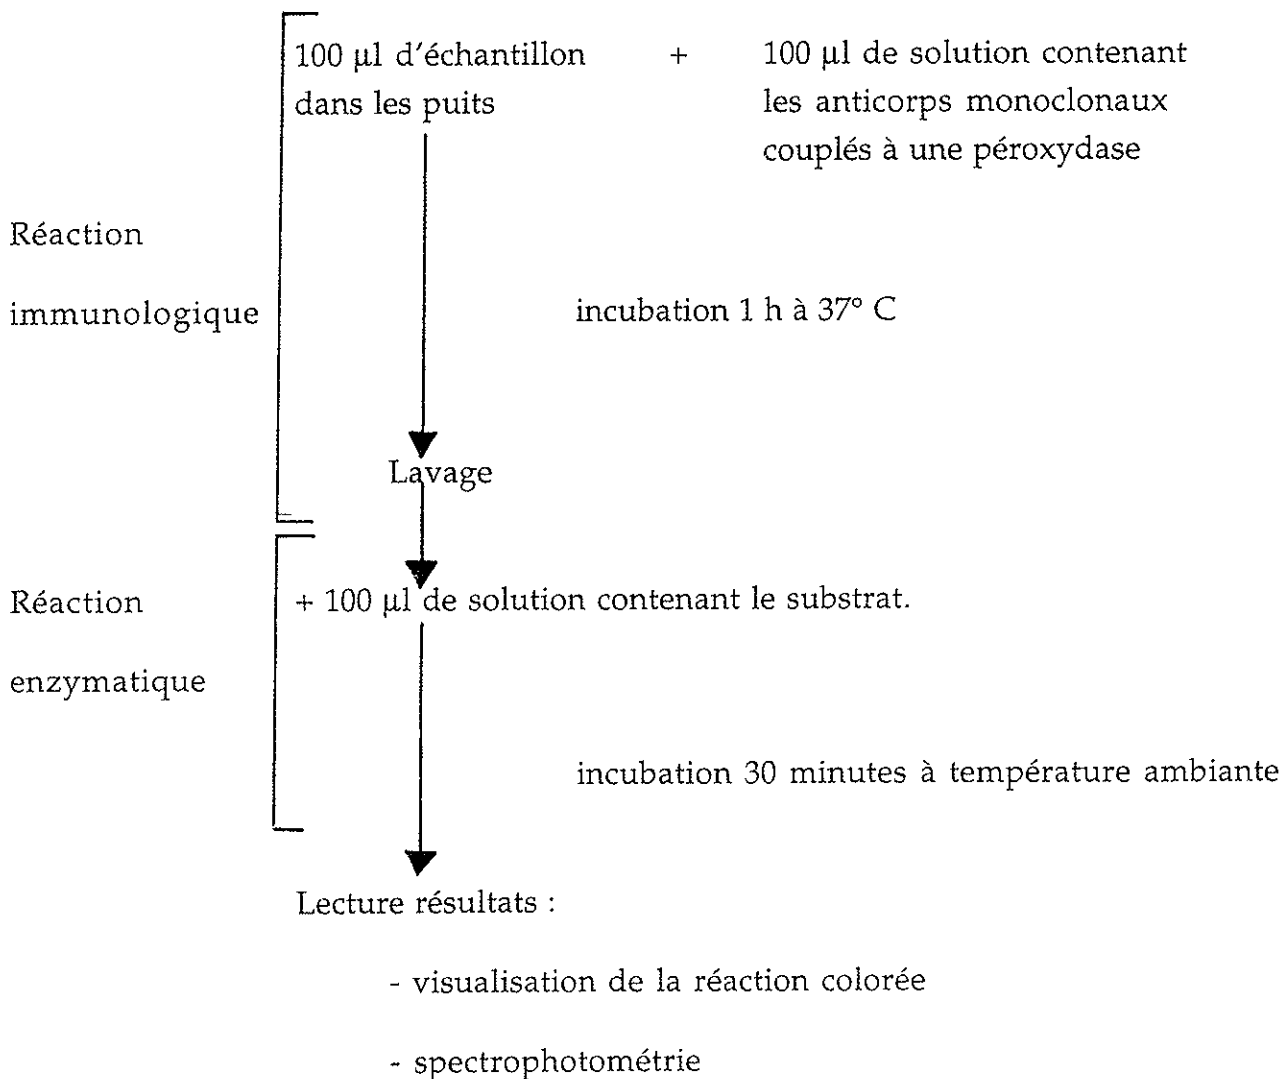 100 µl d'échantillon + 100 µl de solution contenant
dans les puits les anticorps monoclonaux
couplés à une péroxydase
Réaction
immunologique
incubation 1 h à 37° C
Lavage
Réaction
enzymatique
+ 100 µl de solution contenant le substrat.
incubation 30 minutes à température ambiante
Lecture résultats :
- visualisation de la réaction colorée
- spectrophotométrie